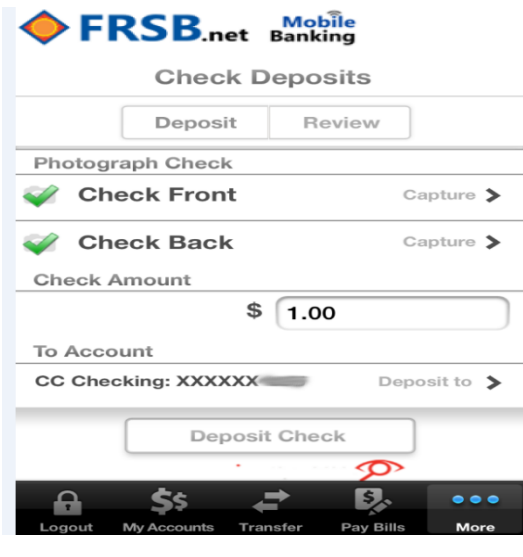 FRSB.net Mobile Banking
Check Deposits
Deposit Review
Photograph Check
Check Front Capture
Check Back Capture
Check Amount
$ 1.00
To Account
CC Checking: XXXXXX Deposit to
Deposit Check
Logout My Accounts Transfer Pay Bills More